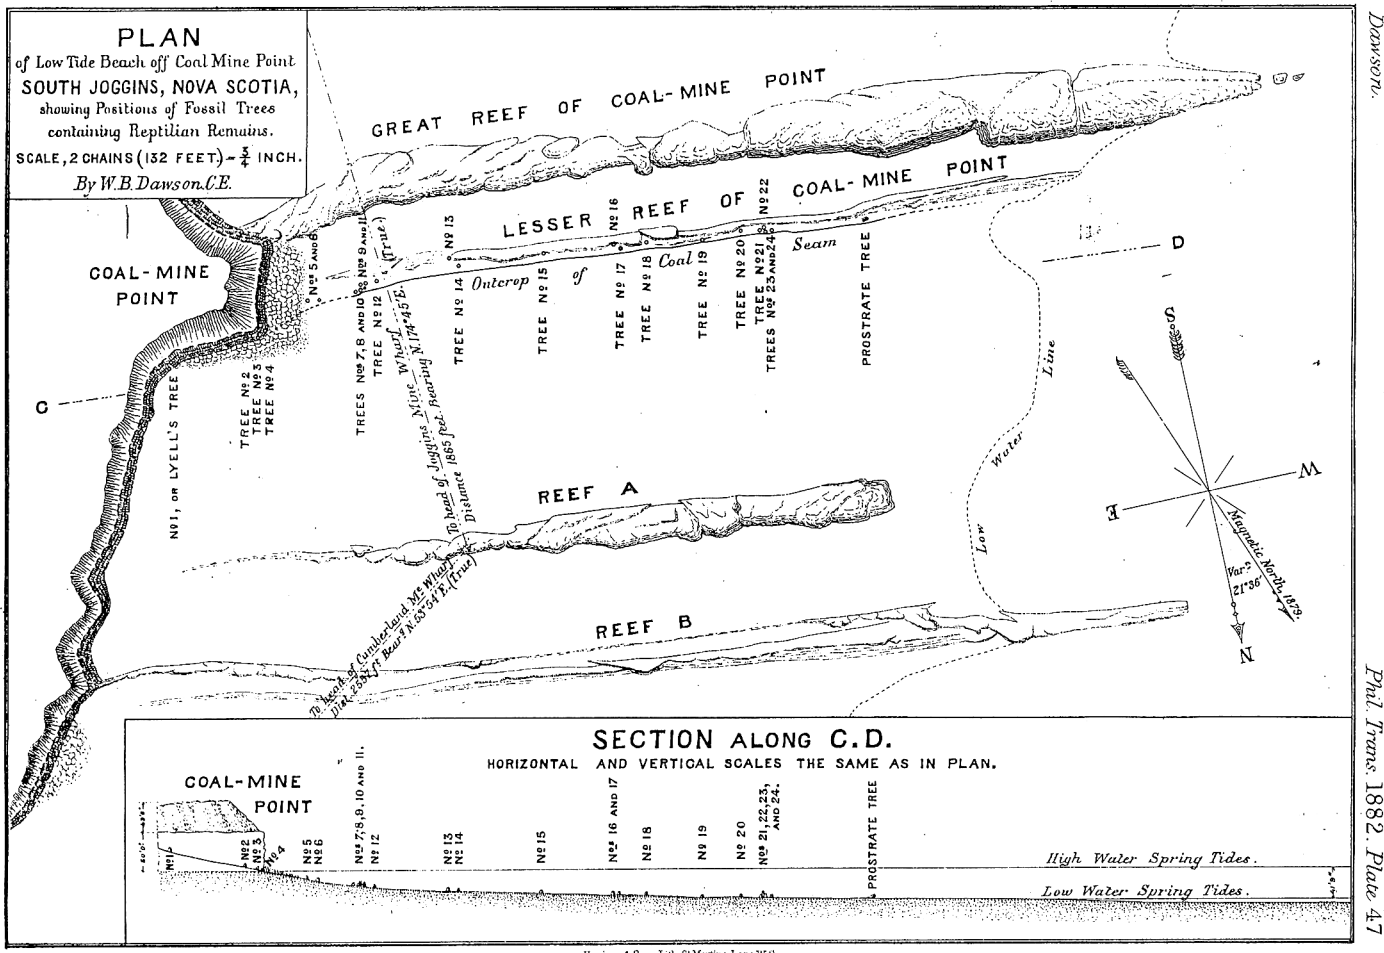 Dawson.
Phil. Trans. 1882. Plate 47
PLAN
of Low Tide Beach off Coal Mine Point
SOUTH JOGGINS, NOVA SCOTIA,
showing Positions of Fossil Trees
containing Reptilian Remains.
SCALE, 2 CHAINS (132 FEET) = 3/4 INCH.
By W.B. Dawson. C.E.
GREAT REEF OF COAL-MINE POINT
LESSER REEF OF COAL-MINE POINT
COAL-MINE
POINT
Nos 5 AND 6
Nos 9 AND 11
No 13
No 16
No 22
Outcrop of Coal Seam
TREES Nos 7, 8 AND 10
TREE No 12
TREE No 14
TREE No 15
TREE No 17
TREE No 18
TREE No 19
TREE No 20
TREE No 21
TREES Nos 23 AND 24
PROSTRATE TREE
No 1, OR LYELL'S TREE
TREE No 2
TREE No 3
TREE No 4
C
D
To head of Joggins Mine Wharf
Distance 1865 feet. Bearing N. 174° 45' E. (True)
REEF A
To head of Cumberland Me Wharf
REEF B
Low Water Line
S
W
E
N
Magnetic North, 1879.
Varn
21° 36'
SECTION ALONG C.D.
HORIZONTAL AND VERTICAL SCALES THE SAME AS IN PLAN.
COAL-MINE
POINT
No 1
No 2
No 3
No 4
No 5
No 6
Nos 7, 8, 9, 10 AND 11.
No 12
No 13
No 14
No 15
Nos 16 AND 17
No 18
No 19
No 20
Nos 21, 22, 23,
AND 24.
PROSTRATE TREE
High Water Spring Tides.
Low Water Spring Tides.